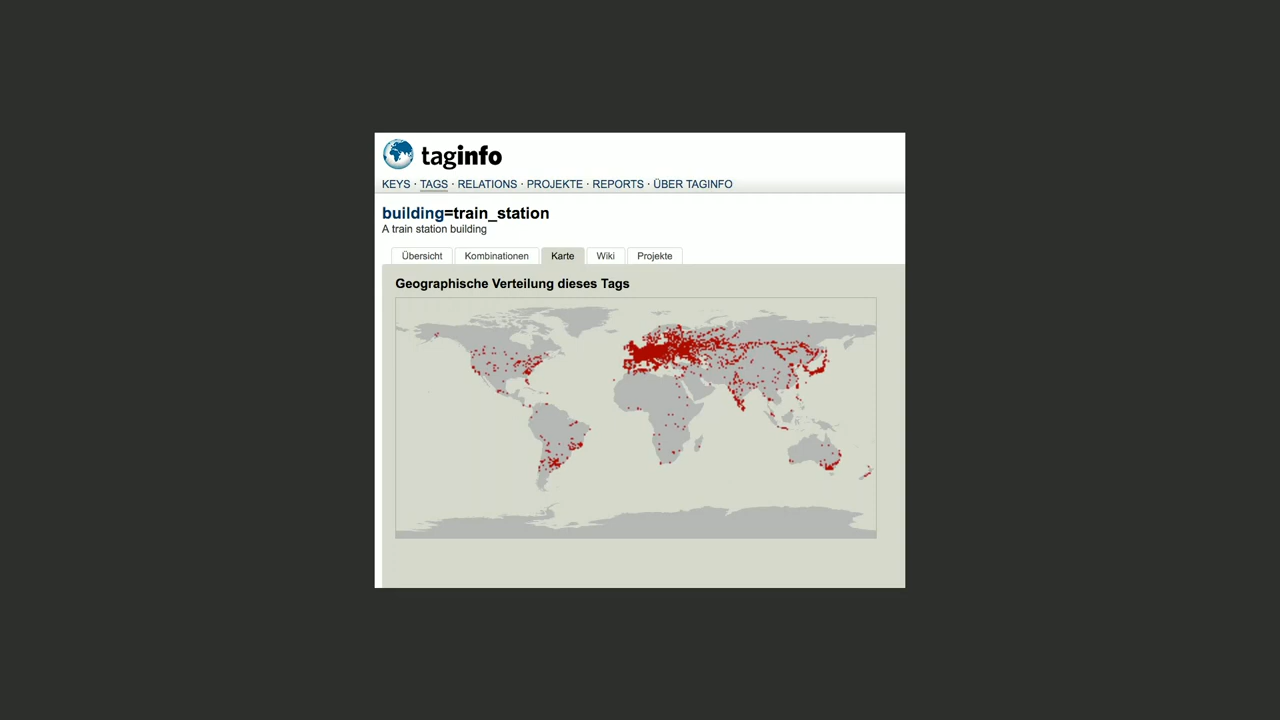 taginfo
KEYS · TAGS · RELATIONS · PROJEKTE · REPORTS · ÜBER TAGINFO
building=train_station
A train station building
Übersicht Kombinationen Karte Wiki Projekte
Geographische Verteilung dieses Tags